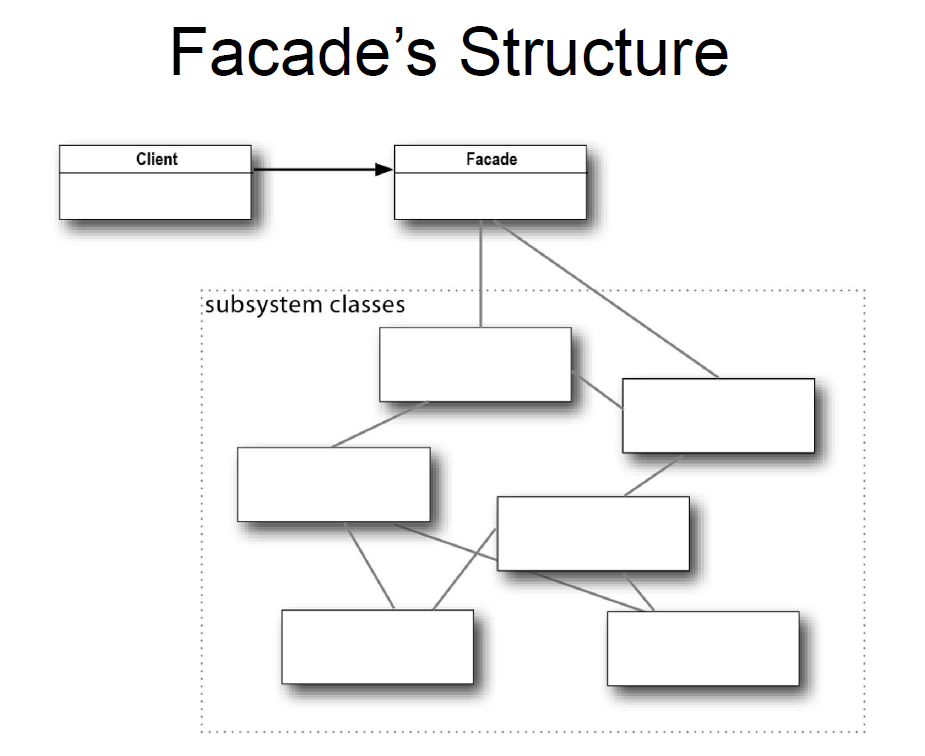 Facade’s Structure
Client
Facade
subsystem classes